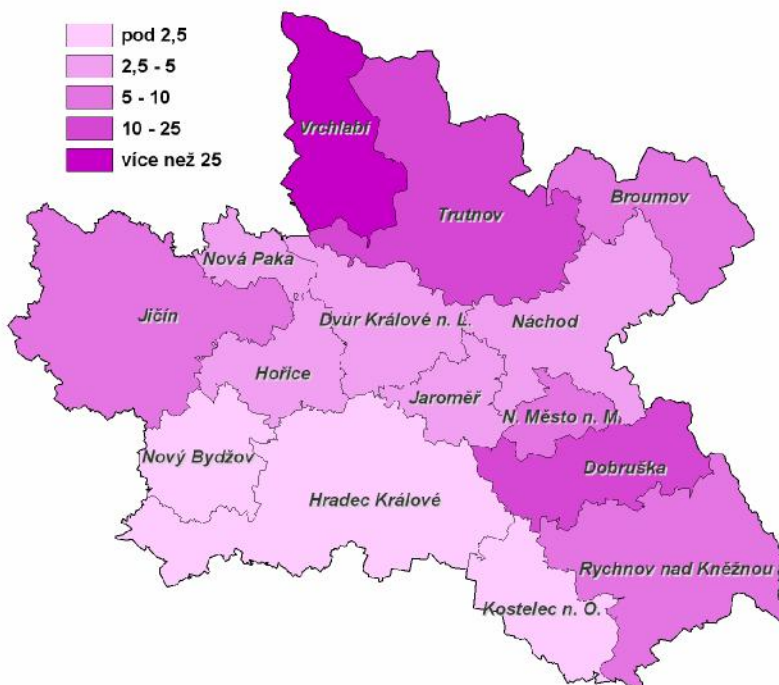 pod 2,5
2,5 - 5
5 - 10
10 - 25
více než 25
Vrchlabí
Trutnov
Broumov
Nová Paka
Jičín
Dvůr Králové n. L.
Náchod
Hořice
Jaroměř
N. Město n. M.
Nový Bydžov
Dobruška
Hradec Králové
Rychnov nad Kněžnou
Kostelec n. O.